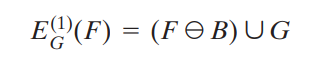 E_G^{(1)}(F) = (F ⊖ B) ∪ G